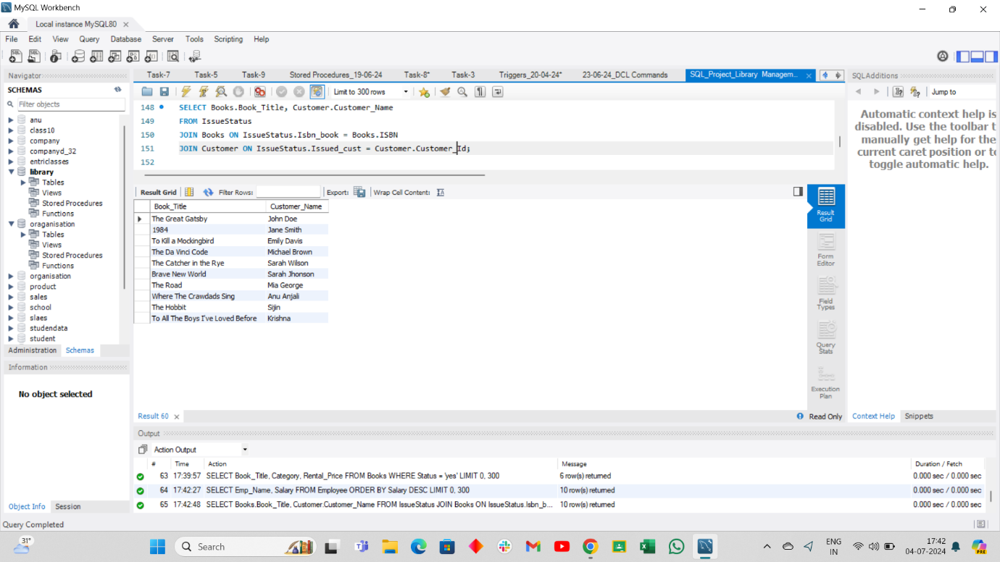 MySQL Workbench
Local instance MySQL80
File Edit View Query Database Server Tools Scripting Help
Navigator
SCHEMAS
Filter objects
anu
class10
company
companyd_32
entriclasses
library
Tables
Views
Stored Procedures
Functions
oraganisation
Tables
Views
Stored Procedures
Functions
organisation
product
sales
school
slaes
studendata
student
Administration Schemas
Information
No object selected
Object Info Session
Query Completed
Task-7 Task-5 Task-9 Stored Procedures_19-06-24 Task-8* Task-3 Triggers_20-04-24* 23-06-24_DCL Commands SQL_Project_Library Managem...
Limit to 300 rows
148 SELECT Books.Book_Title, Customer.Customer_Name
149 FROM IssueStatus
150 JOIN Books ON IssueStatus.Isbn_book = Books.ISBN
151 JOIN Customer ON IssueStatus.Issued_cust = Customer.Customer_Id;
152
Result Grid Filter Rows: Export: Wrap Cell Content:
Book_Title Customer_Name
The Great Gatsby John Doe
1984 Jane Smith
To Kill a Mockingbird Emily Davis
The Da Vinci Code Michael Brown
The Catcher in the Rye Sarah Wilson
Brave New World Sarah Jhonson
The Road Mia George
Where The Crawdads Sing Anu Anjali
The Hobbit Sijin
To All The Boys I've Loved Before Krishna
Result Grid
Form Editor
Field Types
Query Stats
Execution Plan
Result 60
Read Only
SQLAdditions
Jump to
Automatic context help is
disabled. Use the toolbar t
manually get help for the
current caret position or to
toggle automatic help.
Context Help Snippets
Output
Action Output
# Time Action Message Duration / Fetch
63 17:39:57 SELECT Book_Title, Category, Rental_Price FROM Books WHERE Status = 'yes' LIMIT 0, 300 6 row(s) returned 0.000 sec / 0.000 sec
64 17:42:27 SELECT Emp_Name, Salary FROM Employee ORDER BY Salary DESC LIMIT 0, 300 10 row(s) returned 0.000 sec / 0.000 sec
65 17:42:48 SELECT Books.Book_Title, Customer.Customer_Name FROM IssueStatus JOIN Books ON IssueStatus.Isbn_b... 10 row(s) returned 0.000 sec / 0.000 sec
31°
Search
ENG
IN
17:42
04-07-2024
PRE